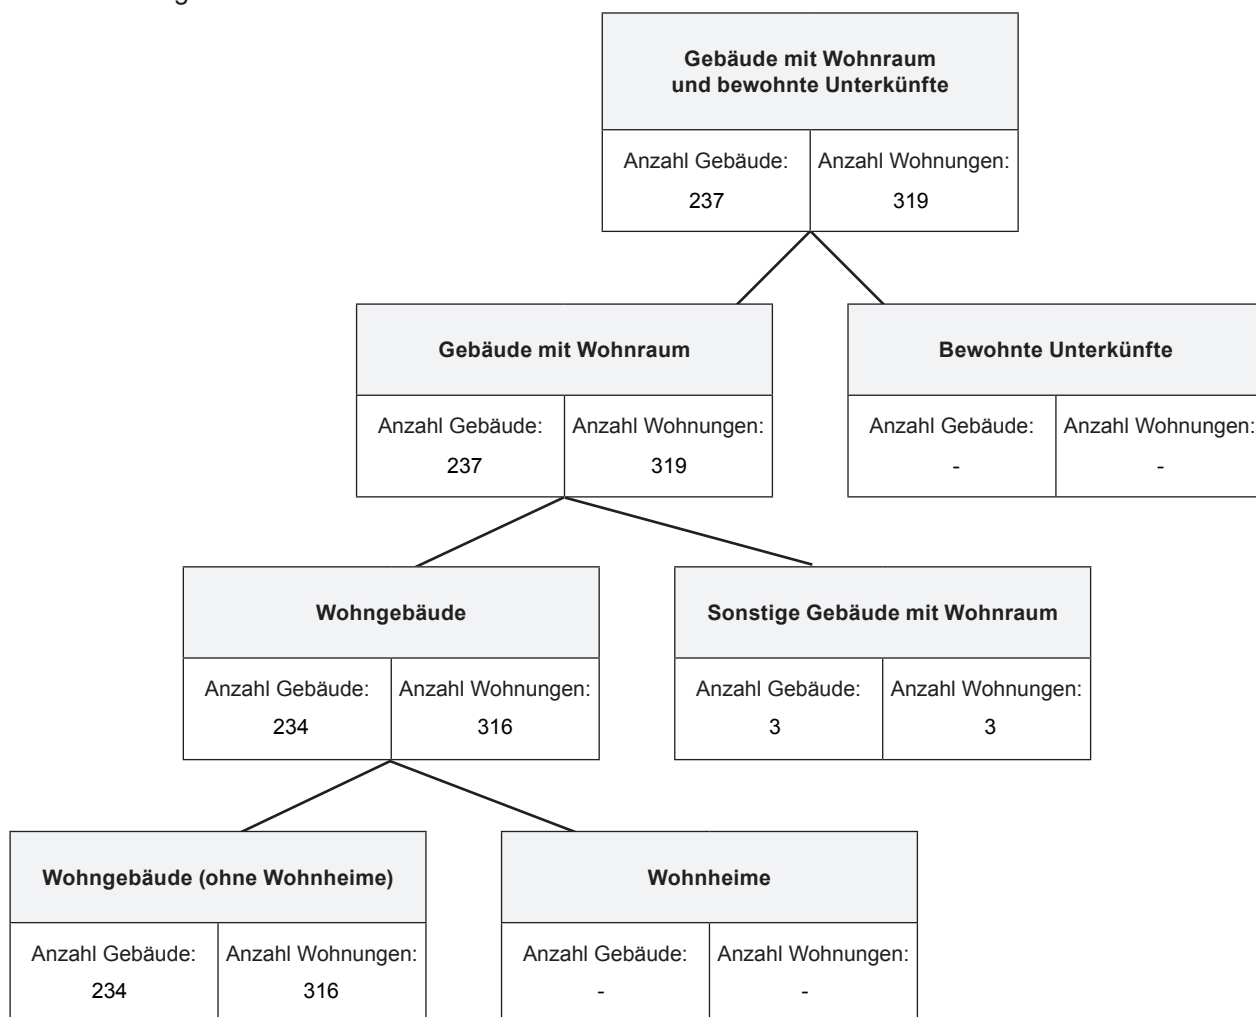 Gebäude mit Wohnraum
und bewohnte Unterkünfte
Anzahl Gebäude: Anzahl Wohnungen:
237 319
Gebäude mit Wohnraum
Anzahl Gebäude: Anzahl Wohnungen:
237 319
Bewohnte Unterkünfte
Anzahl Gebäude: Anzahl Wohnungen:
- -
Wohngebäude
Anzahl Gebäude: Anzahl Wohnungen:
234 316
Sonstige Gebäude mit Wohnraum
Anzahl Gebäude: Anzahl Wohnungen:
3 3
Wohngebäude (ohne Wohnheime)
Anzahl Gebäude: Anzahl Wohnungen:
234 316
Wohnheime
Anzahl Gebäude: Anzahl Wohnungen:
- -